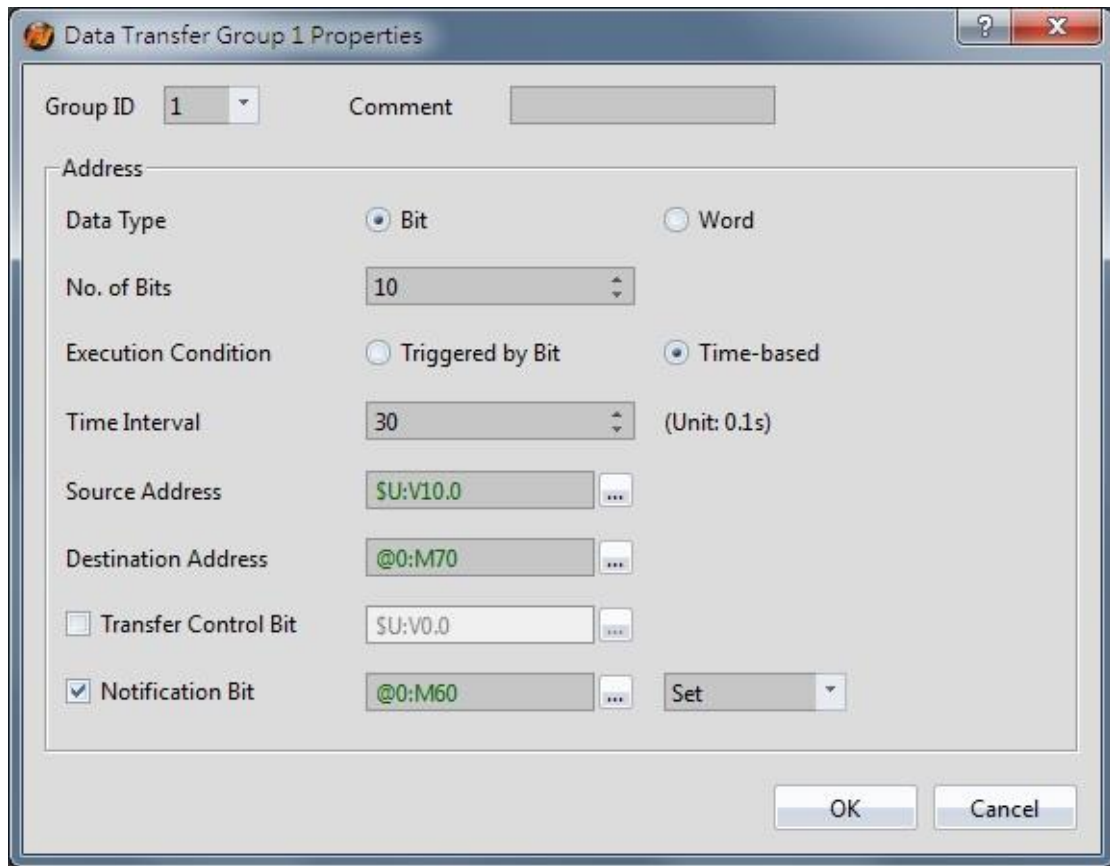 Data Transfer Group 1 Properties
Group ID 1 Comment
Address
Data Type Bit Word
No. of Bits 10
Execution Condition Triggered by Bit Time-based
Time Interval 30 (Unit: 0.1s)
Source Address $U:V10.0 ...
Destination Address @0:M70 ...
Transfer Control Bit $U:V0.0 ...
Notification Bit @0:M60 ... Set
OK Cancel